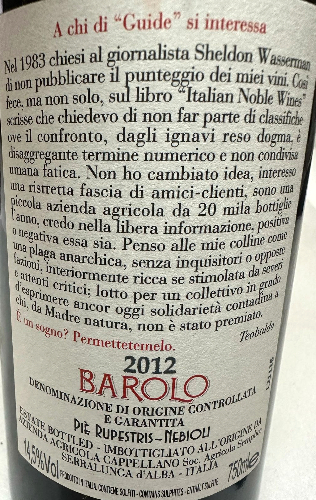 A chi di "Guide" si interessa
Nel 1983 chiesi al giornalista Sheldon Wasserman
di non pubblicare il punteggio dei miei vini. Così
fece, ma non solo, sul libro "Italian Noble Wines"
scrisse che chiedevo di non far parte di classifiche
ove il confronto, dagli ignavi reso dogma, è
disaggregante termine numerico e non condivisa
umana fatica. Non ho cambiato idea, interesso
una ristretta fascia di amici-clienti, sono una
piccola azienda agricola da 20 mila bottiglie
l'anno, credo nella libera informazione, positiva
o negativa essa sia. Penso alle mie colline come
una plaga anarchica, senza inquisitori o opposte
fazioni, interiormente ricca se stimolata da severi
e attenti critici; lotto per un collettivo in grado
d'esprimere ancor oggi solidarietà contadina a
chi, da Madre natura, non è stato premiato.
È un sogno? Permettetemelo.
Teobaldo
2012
BAROLO
DENOMINAZIONE DI ORIGINE CONTROLLATA
E GARANTITA
PIÈ RUPESTRIS-NEBIOLI
ESTATE BOTTLED - IMBOTTIGLIATO ALL'ORIGINE DA
AZIENDA AGRICOLA CAPPELLANO Soc. Agricola Semplice
SERRALUNGA D'ALBA - ITALIA
14,5%Vol
750ml e